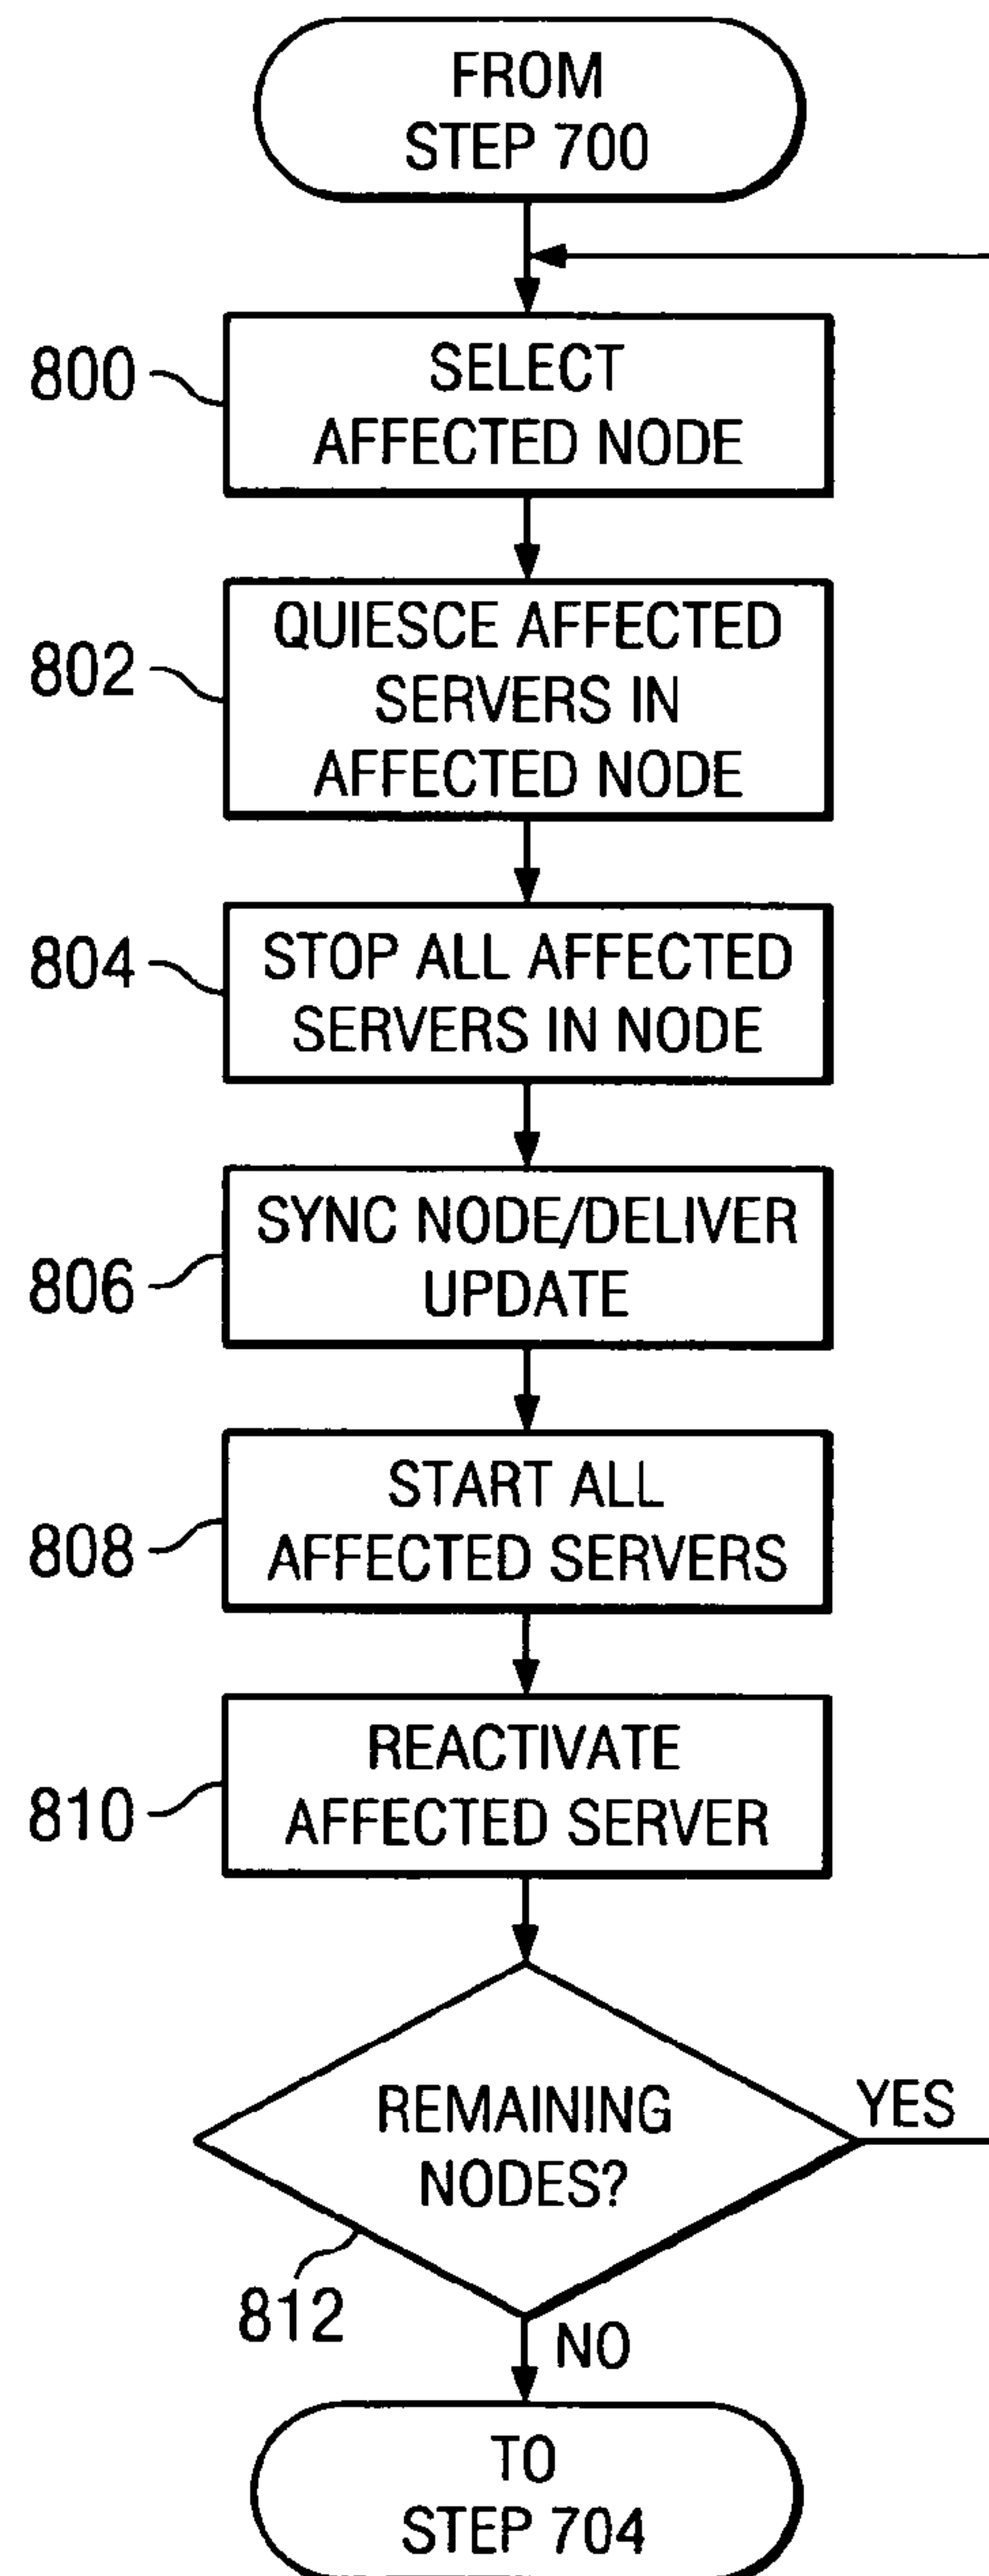 FROM
STEP 700
800
SELECT
AFFECTED NODE
802
QUIESCE AFFECTED
SERVERS IN
AFFECTED NODE
804
STOP ALL AFFECTED
SERVERS IN NODE
806
SYNC NODE/DELIVER
UPDATE
808
START ALL
AFFECTED SERVERS
810
REACTIVATE
AFFECTED SERVER
REMAINING
NODES?
YES
812
NO
TO
STEP 704